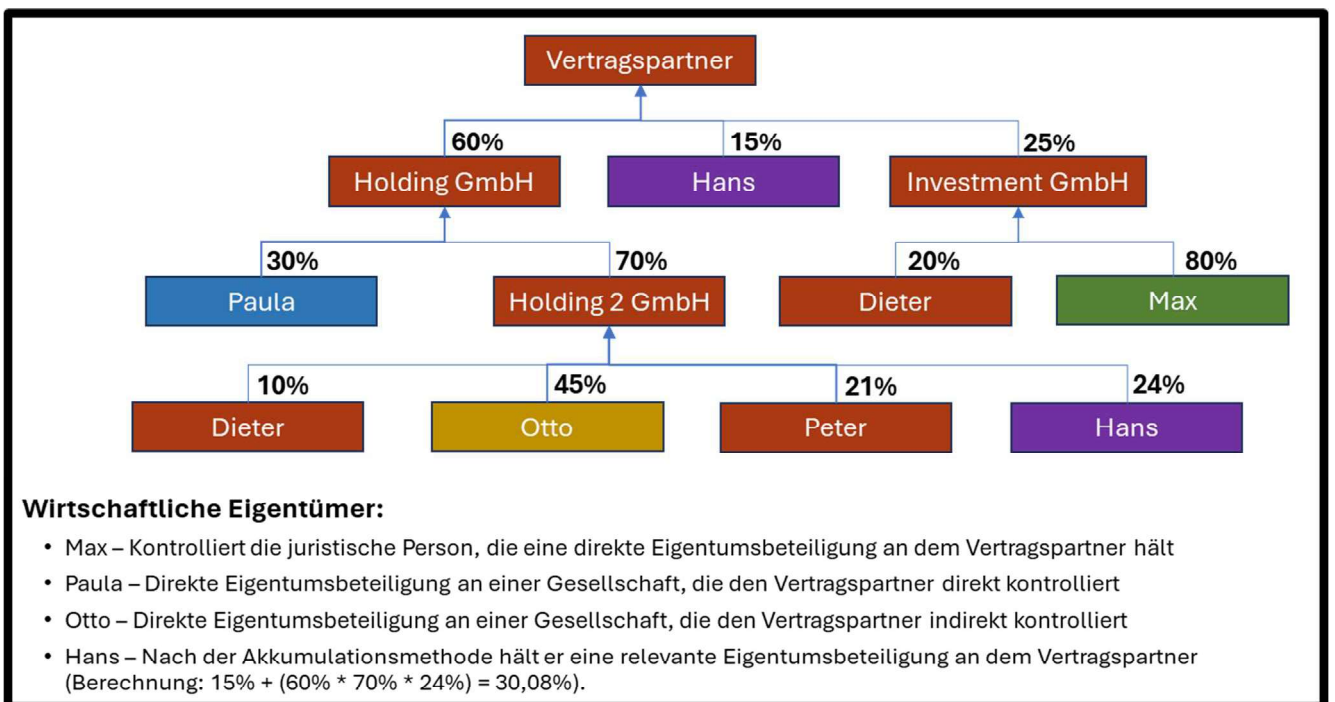 Vertragspartner
60%
15%
25%
Holding GmbH
Hans
Investment GmbH
30%
70%
20%
80%
Paula
Holding 2 GmbH
Dieter
Max
10%
45%
21%
24%
Dieter
Otto
Peter
Hans
Wirtschaftliche Eigentümer:
• Max – Kontrolliert die juristische Person, die eine direkte Eigentumsbeteiligung an dem Vertragspartner hält
• Paula – Direkte Eigentumsbeteiligung an einer Gesellschaft, die den Vertragspartner direkt kontrolliert
• Otto – Direkte Eigentumsbeteiligung an einer Gesellschaft, die den Vertragspartner indirekt kontrolliert
• Hans – Nach der Akkumulationsmethode hält er eine relevante Eigentumsbeteiligung an dem Vertragspartner
(Berechnung: 15% + (60% * 70% * 24%) = 30,08%).